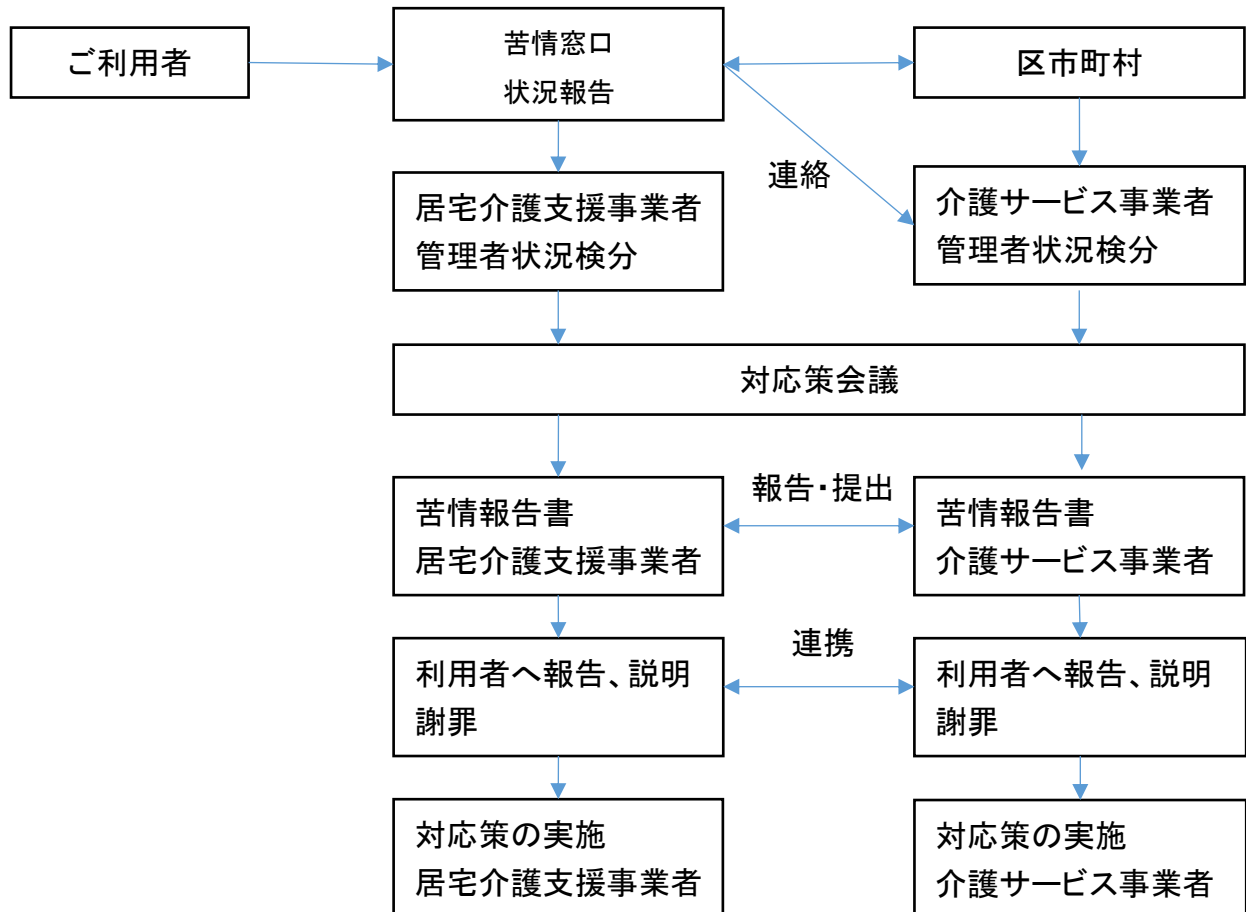 ご利用者
苦情窓口
状況報告
区市町村
連絡
居宅介護支援事業者
管理者状況検分
介護サービス事業者
管理者状況検分
対応策会議
報告・提出
苦情報告書
居宅介護支援事業者
苦情報告書
介護サービス事業者
連携
利用者へ報告、説明
謝罪
利用者へ報告、説明
謝罪
対応策の実施
居宅介護支援事業者
対応策の実施
介護サービス事業者